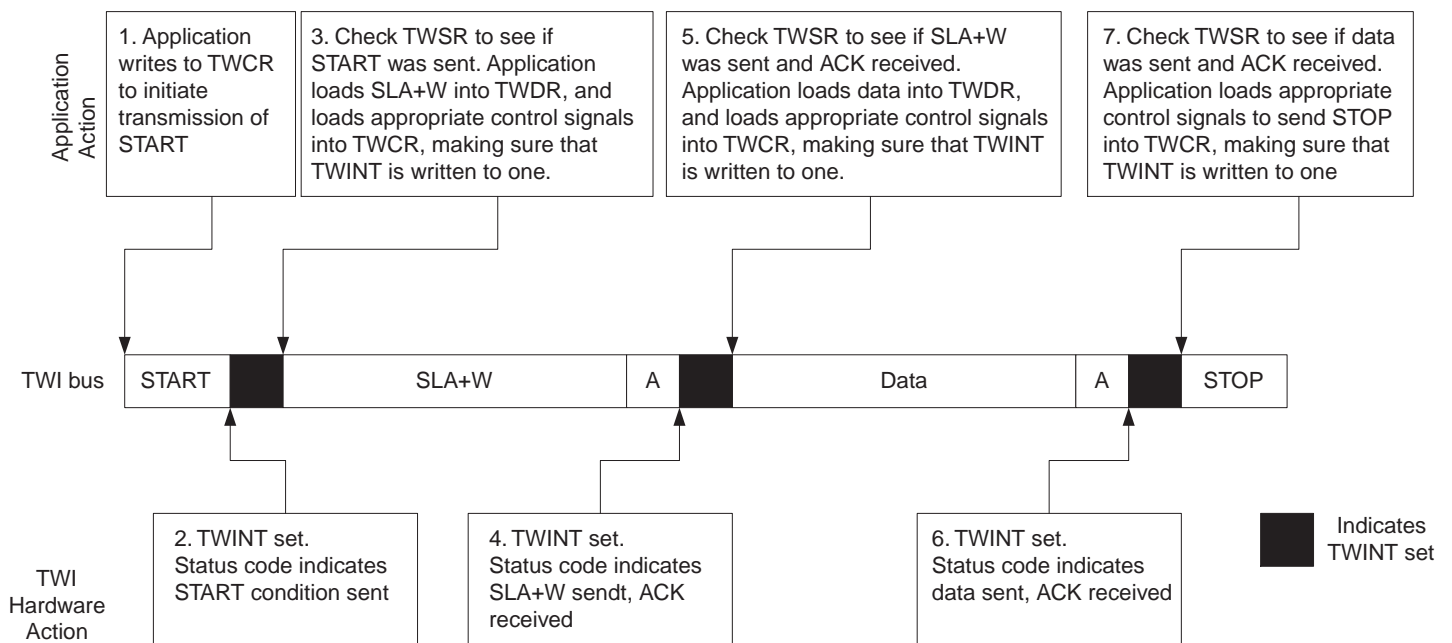 Application
Action
1. Application
writes to TWCR
to initiate
transmission of
START
3. Check TWSR to see if
START was sent. Application
loads SLA+W into TWDR, and
loads appropriate control signals
into TWCR, making sure that
TWINT is written to one.
5. Check TWSR to see if SLA+W
was sent and ACK received.
Application loads data into TWDR,
and loads appropriate control signals
into TWCR, making sure that TWINT
is written to one.
7. Check TWSR to see if data
was sent and ACK received.
Application loads appropriate
control signals to send STOP
into TWCR, making sure that
TWINT is written to one
TWI bus
START
SLA+W
A
Data
A
STOP
TWI
Hardware
Action
2. TWINT set.
Status code indicates
START condition sent
4. TWINT set.
Status code indicates
SLA+W sendt, ACK
received
6. TWINT set.
Status code indicates
data sent, ACK received
Indicates
TWINT set